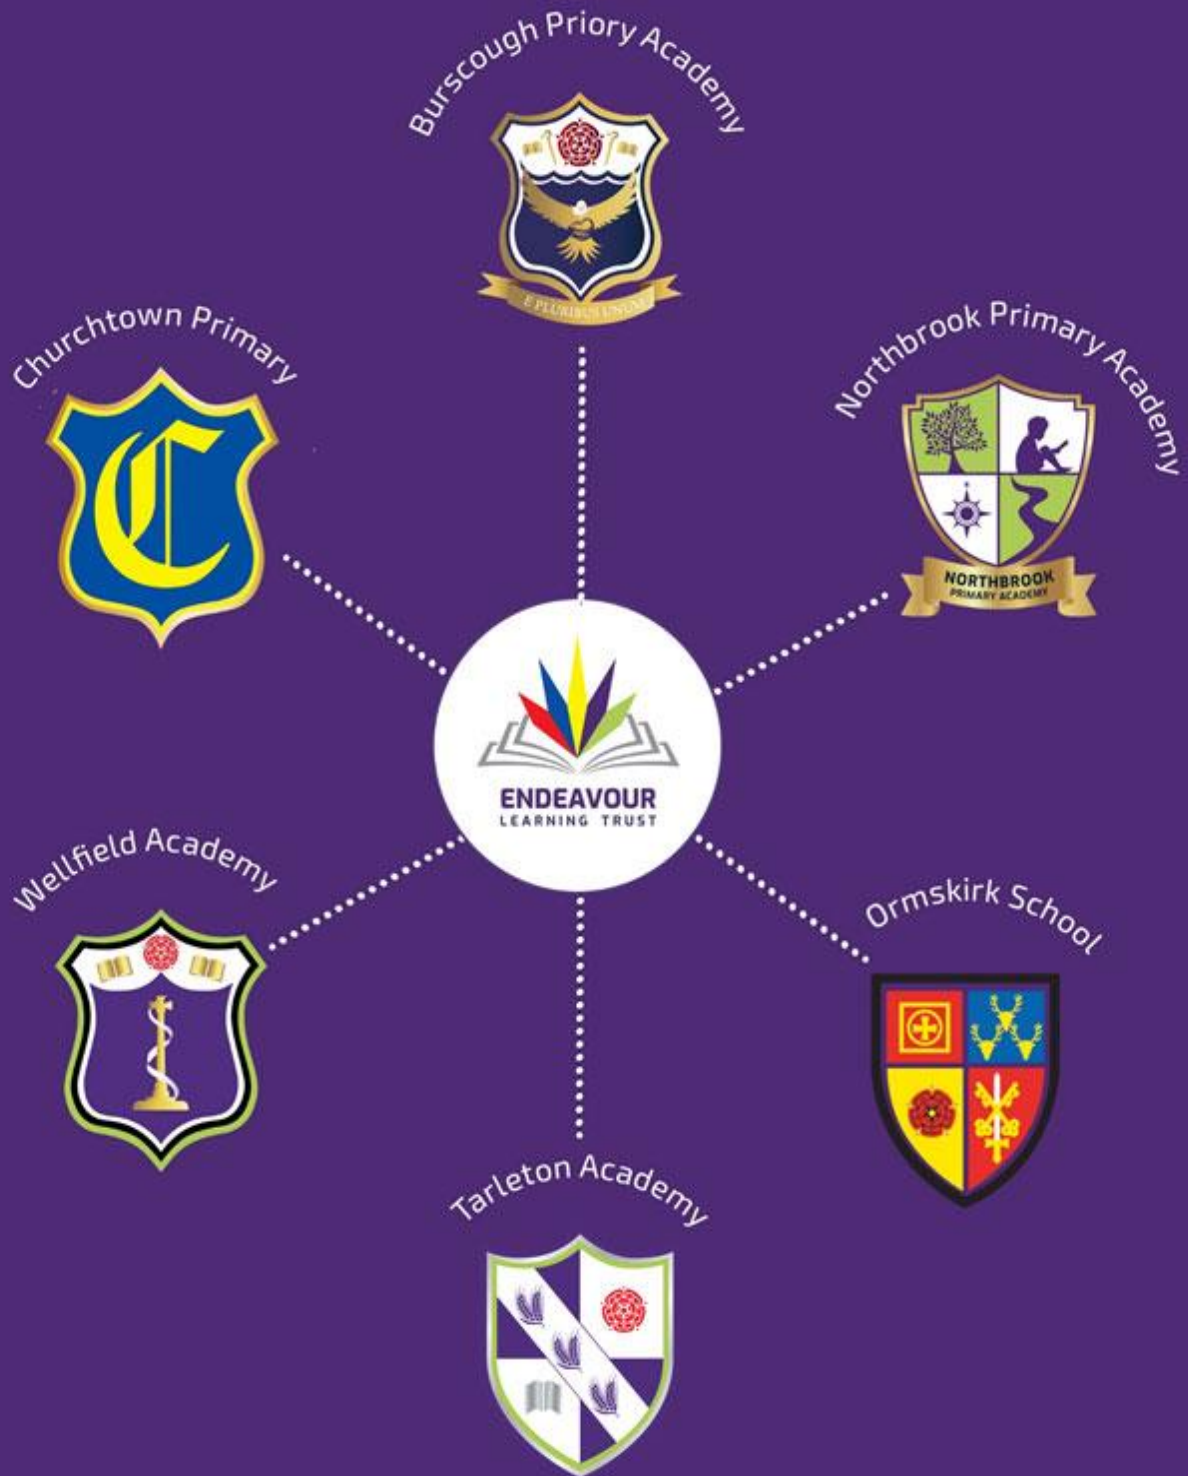 Burscough Priory Academy
E PLURIBUS UNUM
Churchtown Primary
C
Northbrook Primary Academy
NORTHBROOK
PRIMARY ACADEMY
ENDEAVOUR
LEARNING TRUST
Wellfield Academy
Ormskirk School
Tarleton Academy